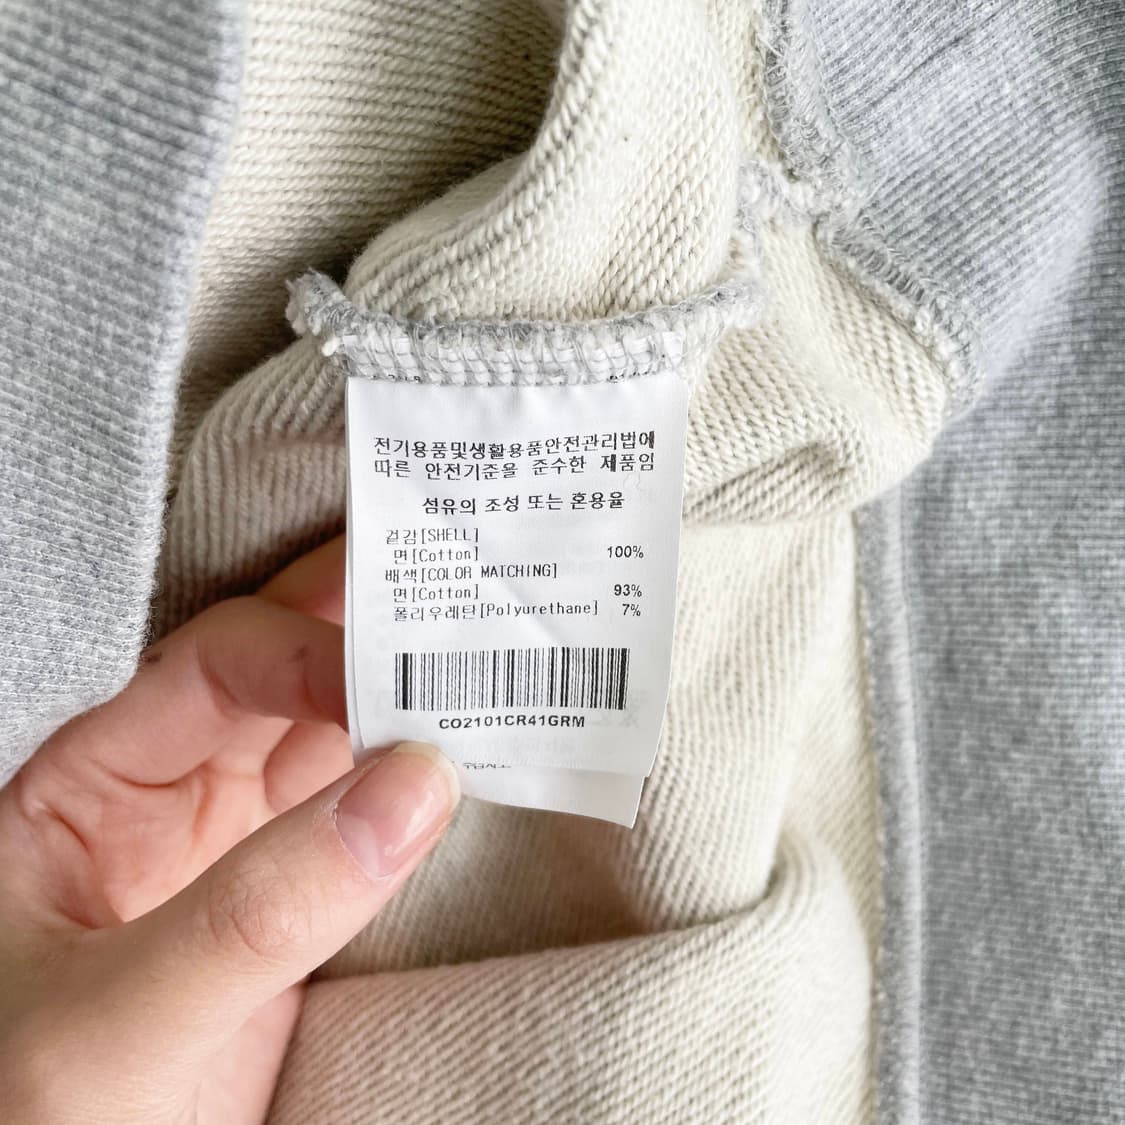 전기용품및생활용품안전관리법에
따른 안전기준을 준수한 제품임
섬유의 조성 또는 혼용율
겉감[SHELL]
면[Cotton] 100%
배색[COLOR MATCHING]
면[Cotton] 93%
폴리우레탄[Polyurethane] 7%
CO2101CR41GRM